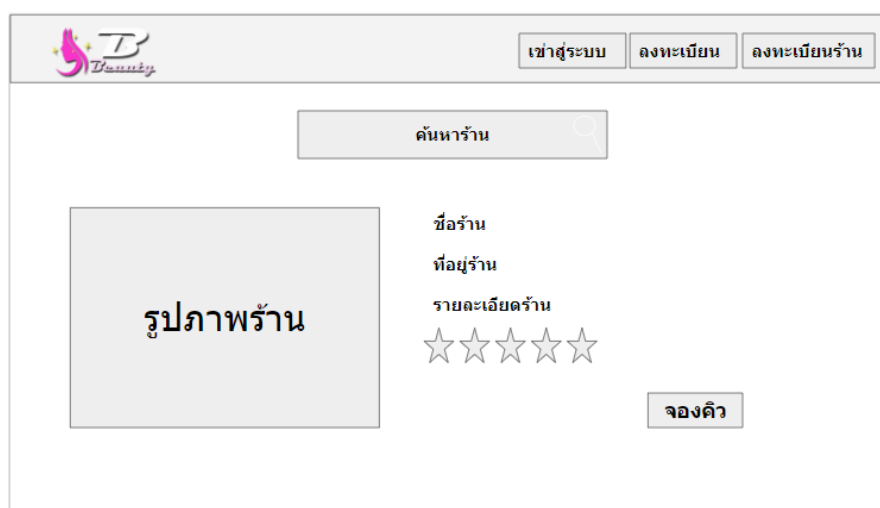 B
Beauty
เข้าสู่ระบบ ลงทะเบียน ลงทะเบียนร้าน
ค้นหาร้าน
ชื่อร้าน
ที่อยู่ร้าน
รายละเอียดร้าน
รูปภาพร้าน
จองคิว